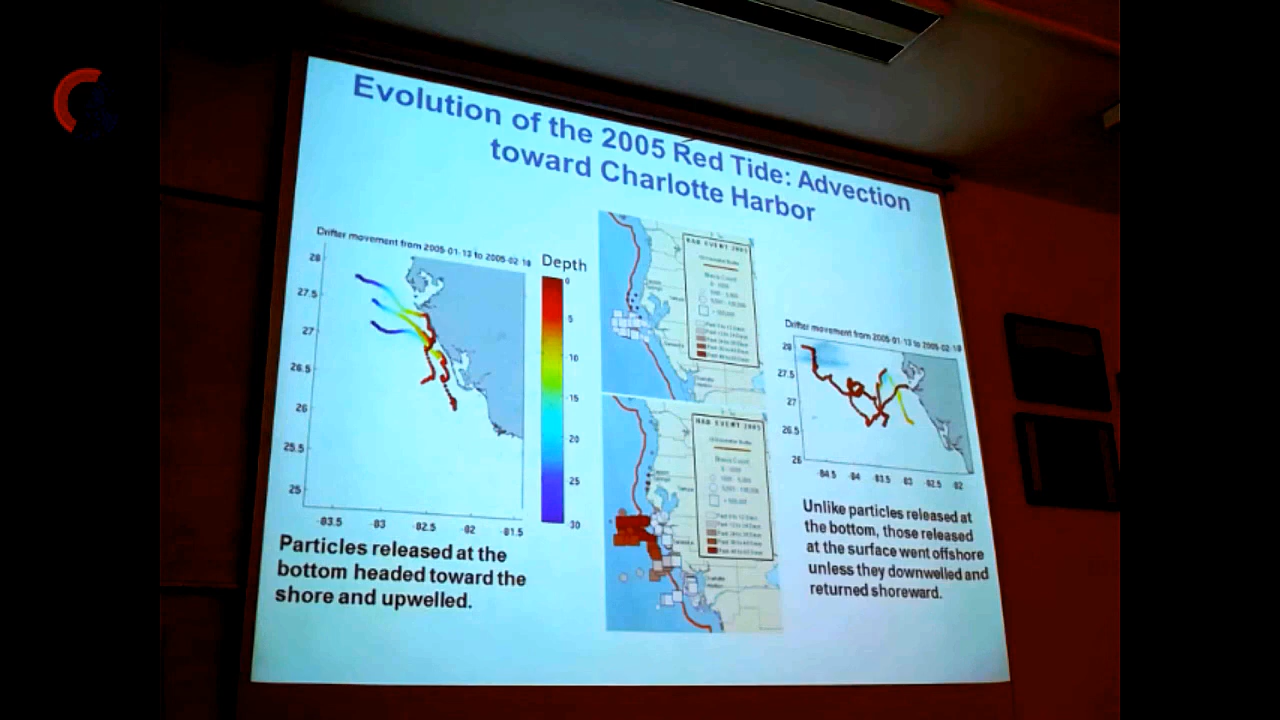 Evolution of the 2005 Red Tide: Advection
toward Charlotte Harbor
Drifter movement from 2005-01-13 to 2005-02-18
Depth
28
27.5
27
26.5
26
25.5
25
-83.5 -83 -82.5 -82 -81.5
0
5
10
15
20
25
30
Particles released at the
bottom headed toward the
shore and upwelled.
HAB EVENT 2005
HAB EVENT 2005
Drifter movement from 2005-01-13 to 2005-02-18
28
27.5
27
26.5
26
-84.5 -84 -83.5 -83 -82.5 -82
Unlike particles released at
the bottom, those released
at the surface went offshore
unless they downwelled and
returned shoreward.